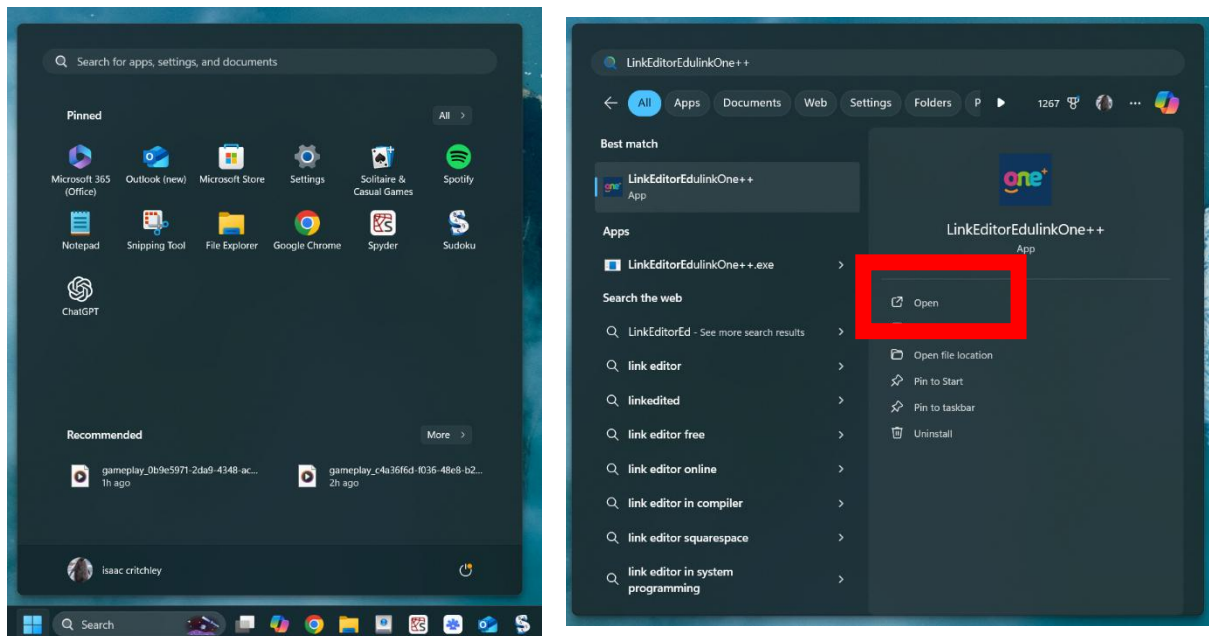 Search for apps, settings, and documents
Pinned
All >
Microsoft 365 (Office)
Outlook (new)
Microsoft Store
Settings
Solitaire & Casual Games
Spotify
Notepad
Snipping Tool
File Explorer
Google Chrome
Spyder
Sudoku
ChatGPT
Recommended
More >
gameplay_0b9e5971-2da9-4348-ac...
1h ago
gameplay_c4a36f6d-f036-48e8-b2...
2h ago
isaac critchley
Search
LinkEditorEdulinkOne++
All
Apps
Documents
Web
Settings
Folders
P
1267
Best match
LinkEditorEdulinkOne++
App
Apps
LinkEditorEdulinkOne++.exe
Search the web
LinkEditorEd - See more search results
link editor
linkedited
link editor free
link editor online
link editor in compiler
link editor squarespace
link editor in system
programming
one+
LinkEditorEdulinkOne++
App
Open
Open file location
Pin to Start
Pin to taskbar
Uninstall